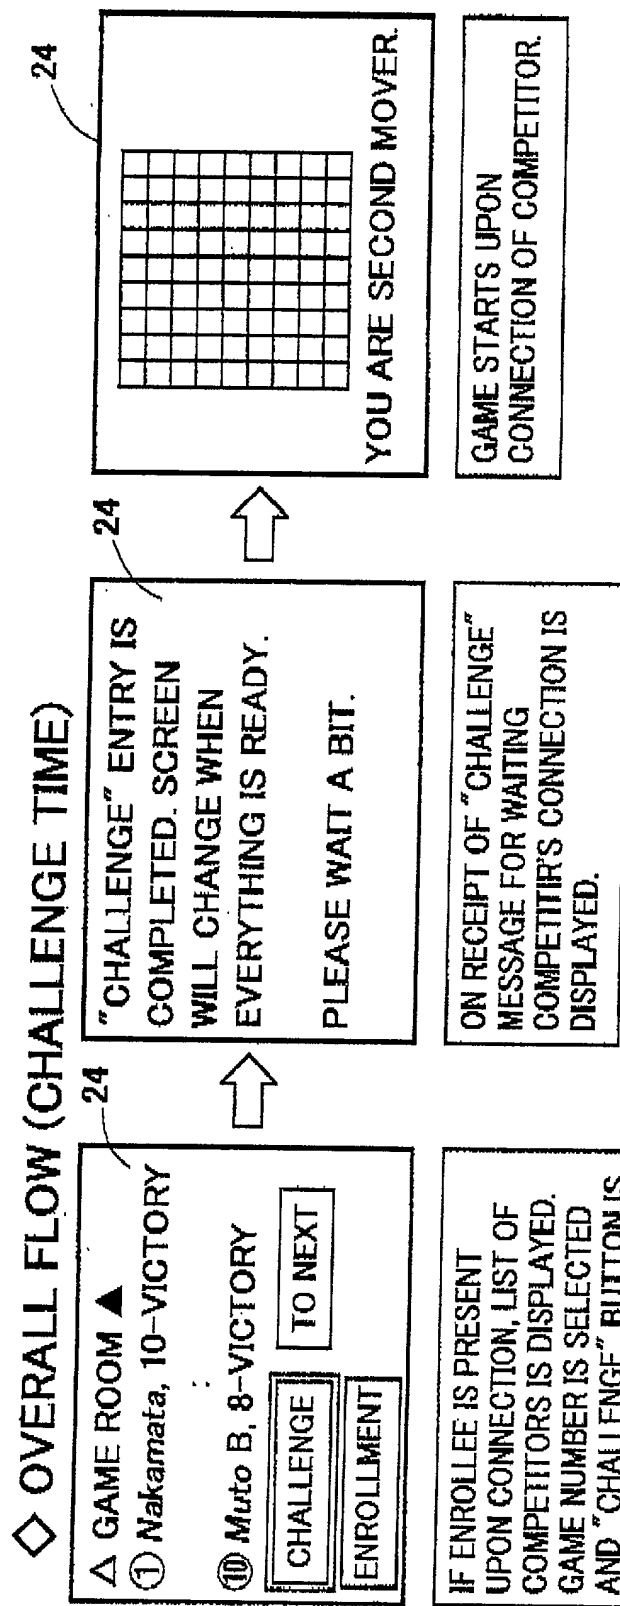 ◇ OVERALL FLOW (CHALLENGE TIME)
24
△ GAME ROOM ▲
① Nakamata, 10-VICTORY
:
⑩ Muto B, 8-VICTORY
CHALLENGE
TO NEXT
ENROLLMENT
IF ENROLLEE IS PRESENT
UPON CONNECTION, LIST OF
COMPETITORS IS DISPLAYED.
GAME NUMBER IS SELECTED
AND "CHALLENGE" BUTTON IS
24
"CHALLENGE" ENTRY IS
COMPLETED. SCREEN
WILL CHANGE WHEN
EVERYTHING IS READY.
PLEASE WAIT A BIT.
ON RECEIPT OF "CHALLENGE"
MESSAGE FOR WAITING
COMPETITIR'S CONNECTION IS
DISPLAYED.
24
YOU ARE SECOND MOVER.
GAME STARTS UPON
CONNECTION OF COMPETITOR.